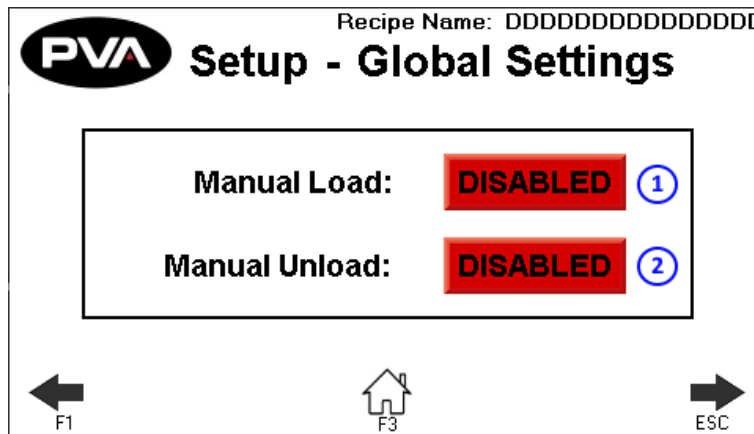 Recipe Name: DDDDDDDDDDDDDDD
PVA
Setup - Global Settings
Manual Load: DISABLED 1
Manual Unload: DISABLED 2
F1 F3 ESC